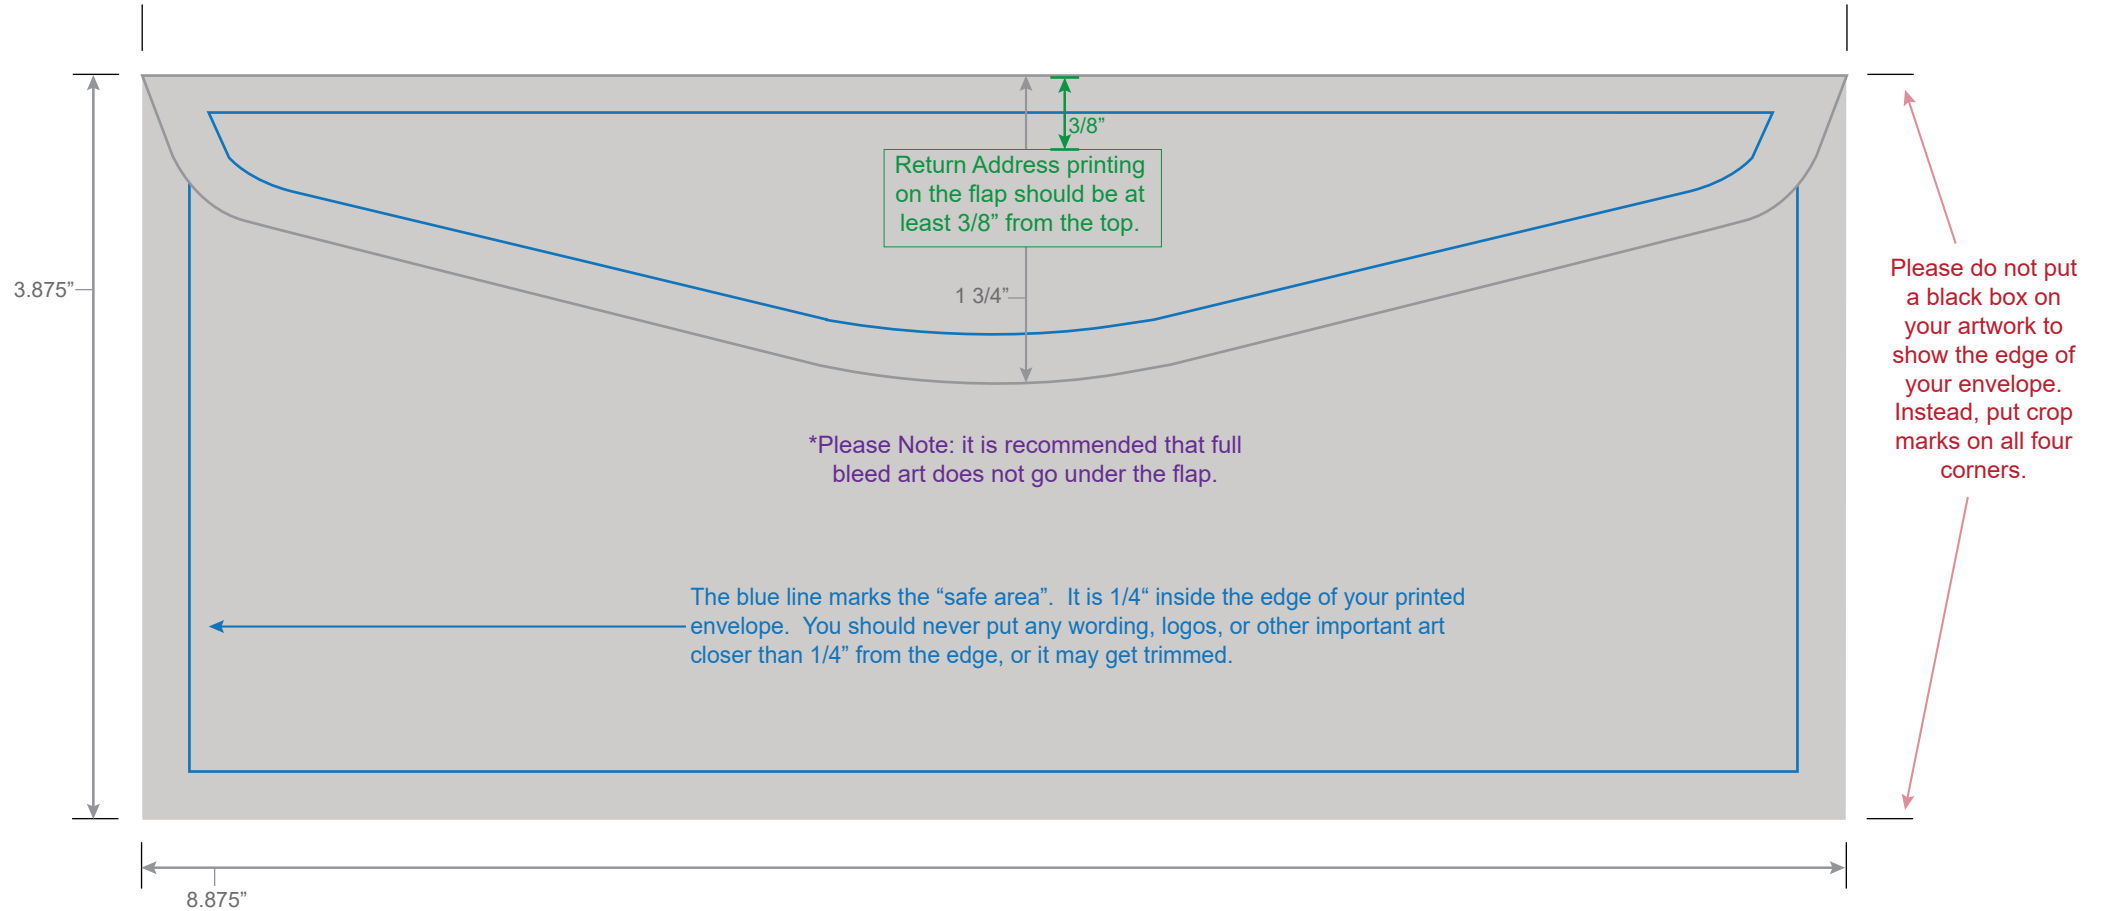 3/8”
Return Address printing
on the flap should be at
least 3/8” from the top.
3.875”
1 3/4”
Please do not put
a black box on
your artwork to
show the edge of
your envelope.
Instead, put crop
marks on all four
corners.
*Please Note: it is recommended that full
bleed art does not go under the flap.
The blue line marks the “safe area”.  It is 1/4“ inside the edge of your printed
envelope.  You should never put any wording, logos, or other important art
closer than 1/4” from the edge, or it may get trimmed.
8.875”